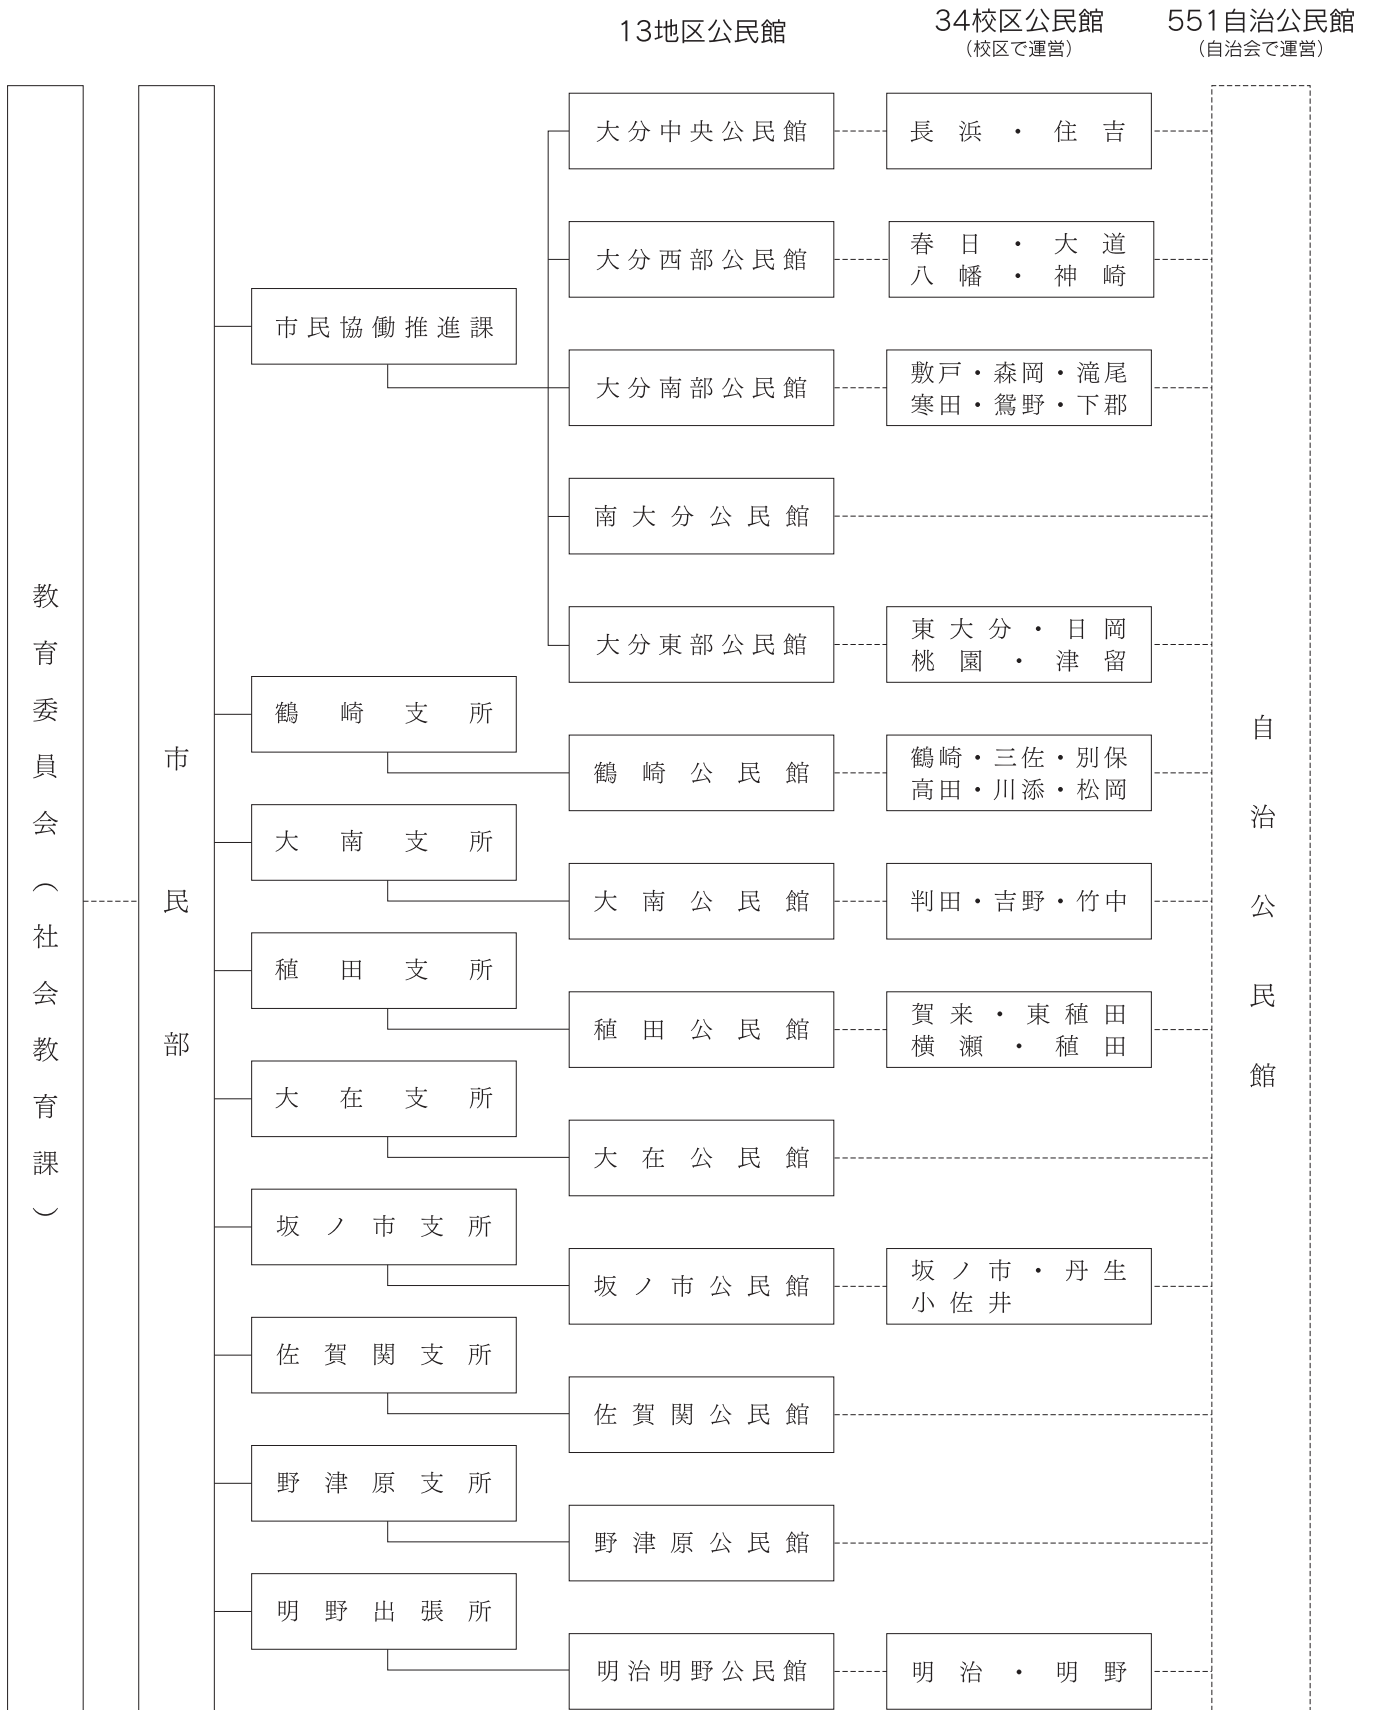 13地区公民館
34校区公民館
(校区で運営)
551自治公民館
(自治会で運営)
教育委員会(社会教育課)
市民部
市民協働推進課
大分中央公民館
長浜・住吉
大分西部公民館
春日・大道
八幡・神崎
大分南部公民館
敷戸・森岡・滝尾
寒田・鴛野・下郡
南大分公民館
大分東部公民館
東大分・日岡
桃園・津留
鶴崎支所
鶴崎公民館
鶴崎・三佐・別保
高田・川添・松岡
大南支所
大南公民館
判田・吉野・竹中
稙田支所
稙田公民館
賀来・東稙田
横瀬・稙田
大在支所
大在公民館
坂ノ市支所
坂ノ市公民館
坂ノ市・丹生
小佐井
佐賀関支所
佐賀関公民館
野津原支所
野津原公民館
明野出張所
明治明野公民館
明治・明野
自治公民館